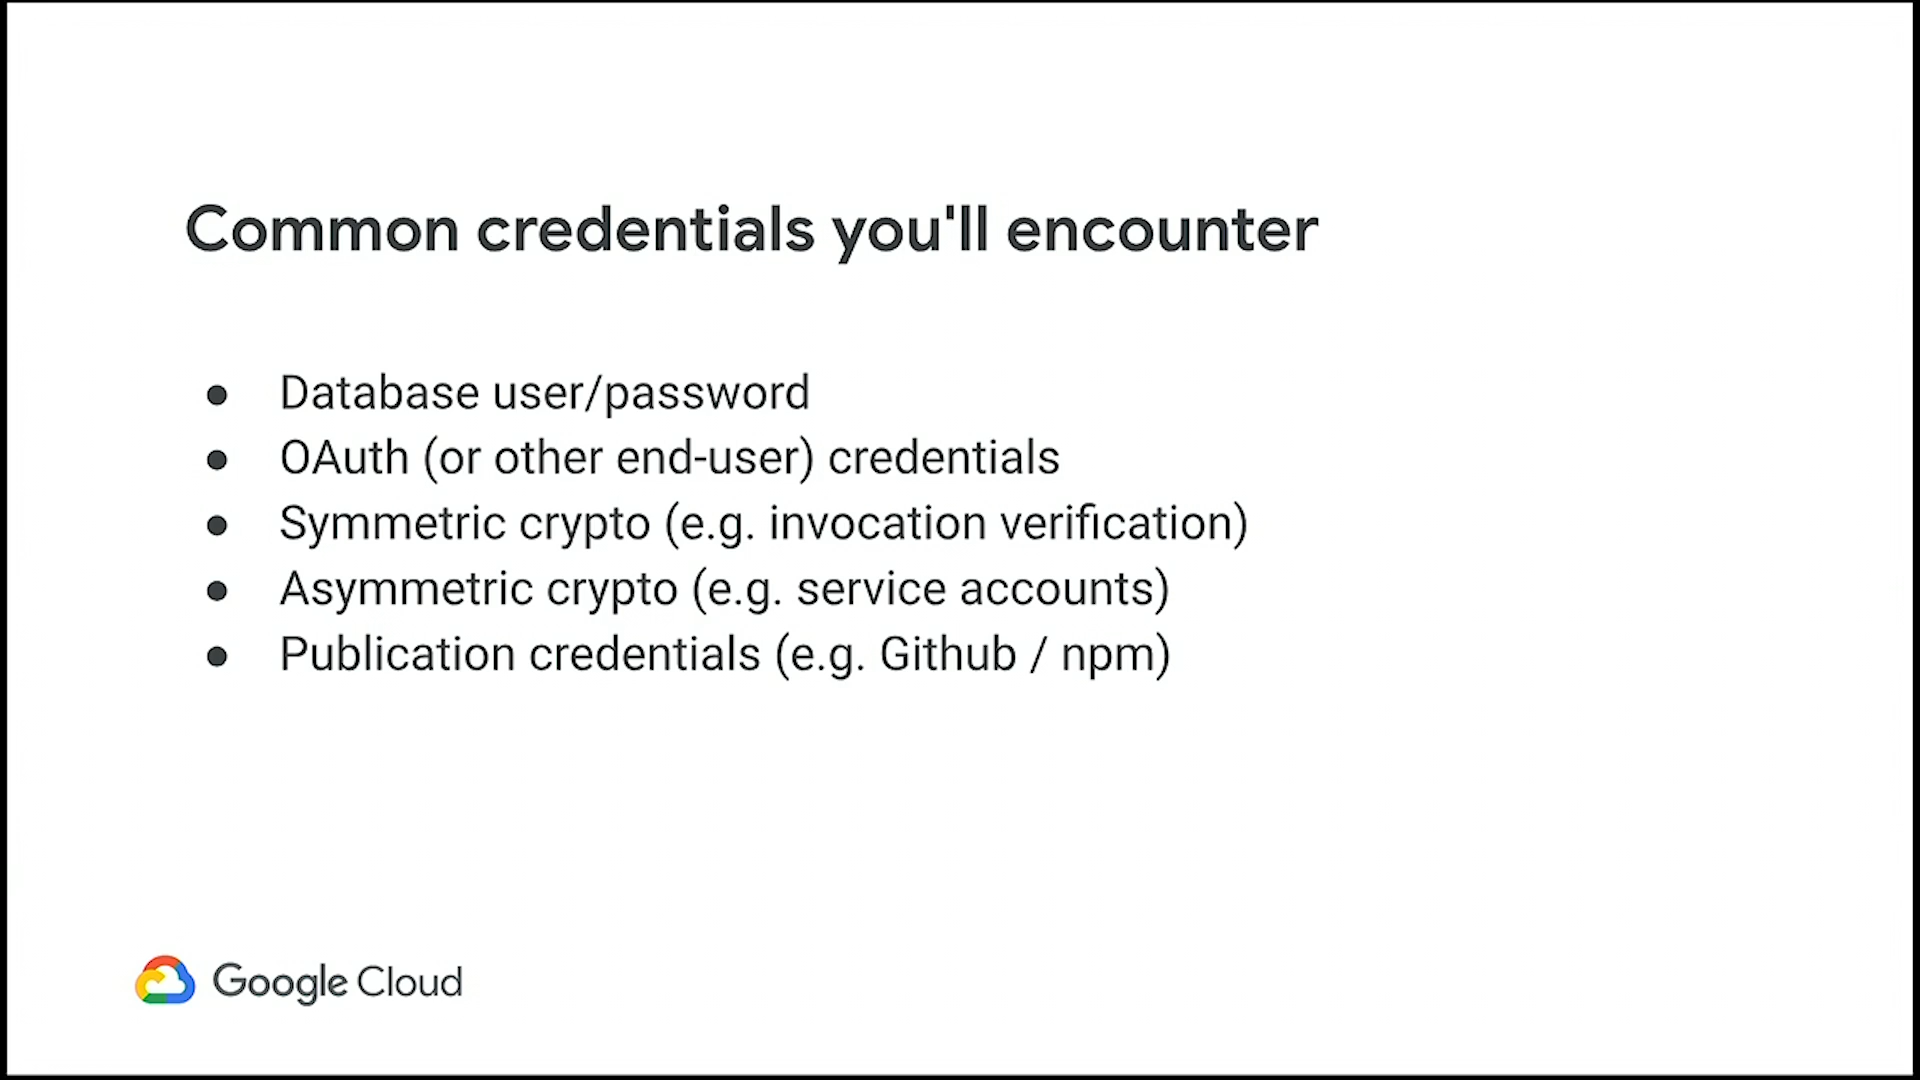 Common credentials you'll encounter
● Database user/password
● OAuth (or other end-user) credentials
● Symmetric crypto (e.g. invocation verification)
● Asymmetric crypto (e.g. service accounts)
● Publication credentials (e.g. Github / npm)
Google Cloud